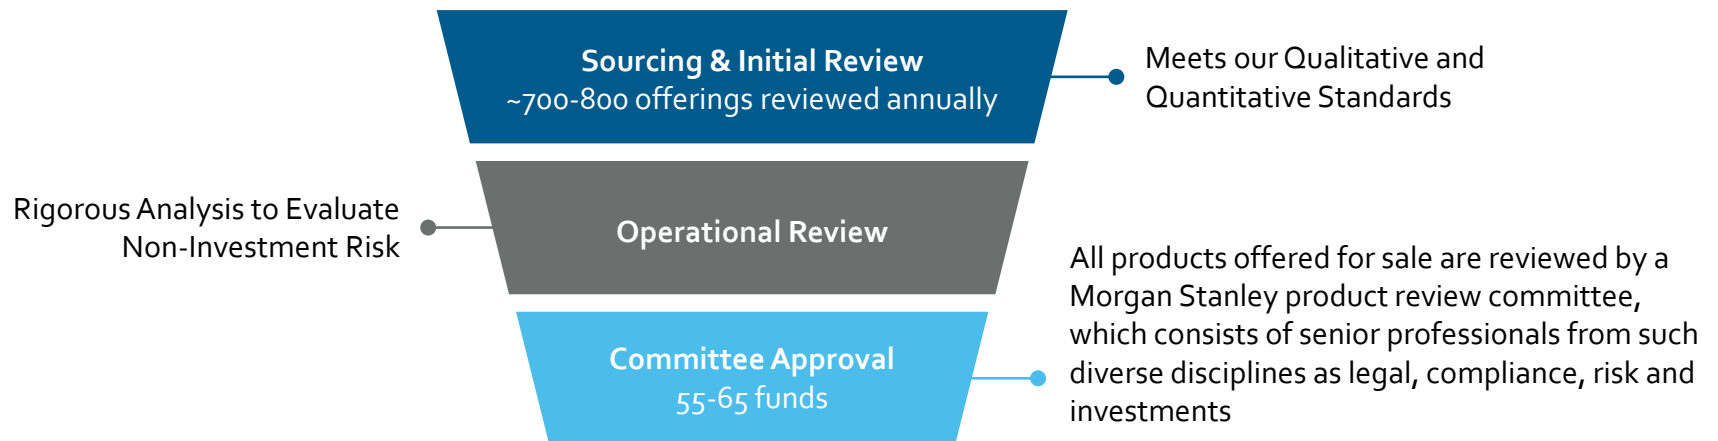 Sourcing & Initial Review
~700-800 offerings reviewed annually
Meets our Qualitative and
Quantitative Standards
Rigorous Analysis to Evaluate
Non-Investment Risk
Operational Review
Committee Approval
55-65 funds
All products offered for sale are reviewed by a
Morgan Stanley product review committee,
which consists of senior professionals from such
diverse disciplines as legal, compliance, risk and
investments